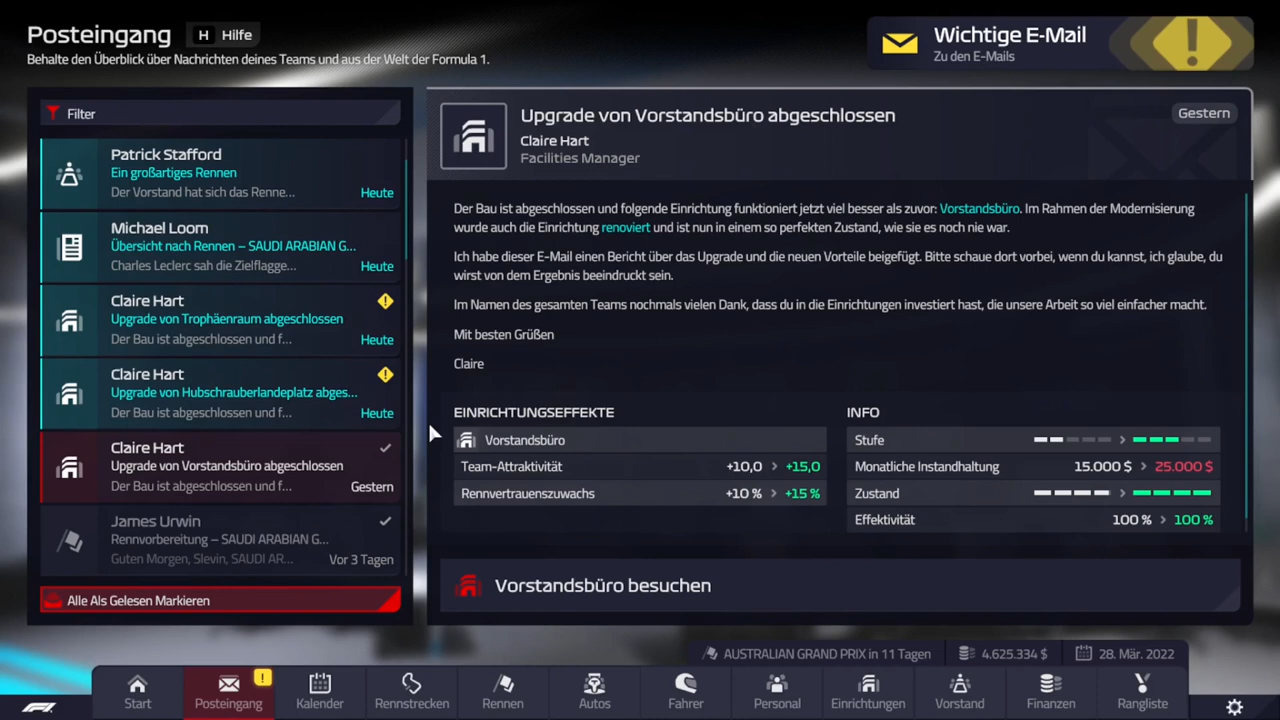 Posteingang
H Hilfe
Behalte den Überblick über Nachrichten deines Teams und aus der Welt der Formula 1.
Wichtige E-Mail
Zu den E-Mails
Filter
Patrick Stafford
Ein großartiges Rennen
Der Vorstand hat sich das Renne...
Heute
Michael Loom
Übersicht nach Rennen – SAUDI ARABIAN G...
Charles Leclerc sah die Zielflagge...
Heute
Claire Hart
Upgrade von Trophäenraum abgeschlossen
Der Bau ist abgeschlossen und f...
Heute
Claire Hart
Upgrade von Hubschrauberlandeplatz abges...
Der Bau ist abgeschlossen und f...
Heute
Claire Hart
Upgrade von Vorstandsbüro abgeschlossen
Der Bau ist abgeschlossen und f...
Gestern
James Urwin
Rennvorbereitung – SAUDI ARABIAN G...
Guten Morgen, Slevin, SAUDI AR...
Vor 3 Tagen
Alle Als Gelesen Markieren
Upgrade von Vorstandsbüro abgeschlossen
Gestern
Claire Hart
Facilities Manager
Der Bau ist abgeschlossen und folgende Einrichtung funktioniert jetzt viel besser als zuvor: Vorstandsbüro. Im Rahmen der Modernisierung
wurde auch die Einrichtung renoviert und ist nun in einem so perfekten Zustand, wie sie es noch nie war.
Ich habe dieser E-Mail einen Bericht über das Upgrade und die neuen Vorteile beigefügt. Bitte schaue dort vorbei, wenn du kannst, ich glaube, du
wirst von dem Ergebnis beeindruckt sein.
Im Namen des gesamten Teams nochmals vielen Dank, dass du in die Einrichtungen investiert hast, die unsere Arbeit so viel einfacher macht.
Mit besten Grüßen
Claire
EINRICHTUNGSEFFEKTE
Vorstandsbüro
Team-Attraktivität +10,0 > +15,0
Rennvertrauenszuwachs +10 % > +15 %
INFO
Stufe >
Monatliche Instandhaltung 15.000 $ > 25.000 $
Zustand >
Effektivität 100 % > 100 %
Vorstandsbüro besuchen
AUSTRALIAN GRAND PRIX in 11 Tagen
4.625.334 $
28. Mär. 2022
Start
Posteingang
Kalender
Rennstrecken
Rennen
Autos
Fahrer
Personal
Einrichtungen
Vorstand
Finanzen
Rangliste